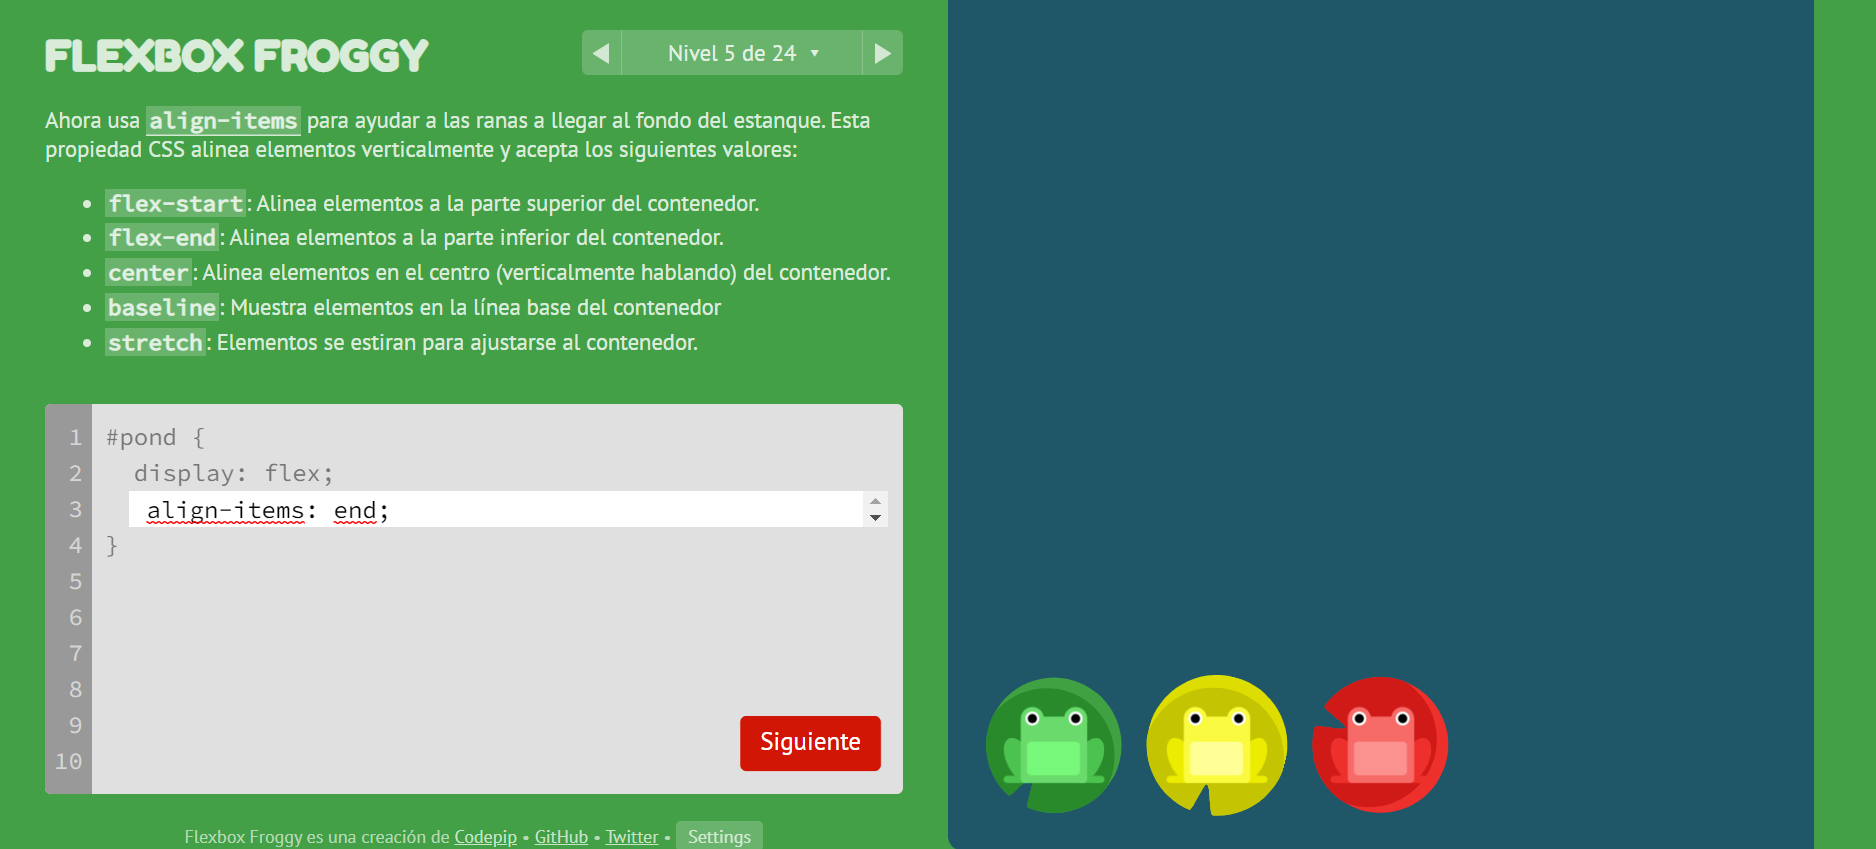 FLEXBOX FROGGY
◀ Nivel 5 de 24 ▼ ▶
Ahora usa align-items para ayudar a las ranas a llegar al fondo del estanque. Esta
propiedad CSS alinea elementos verticalmente y acepta los siguientes valores:
• flex-start: Alinea elementos a la parte superior del contenedor.
• flex-end: Alinea elementos a la parte inferior del contenedor.
• center: Alinea elementos en el centro (verticalmente hablando) del contenedor.
• baseline: Muestra elementos en la línea base del contenedor
• stretch: Elementos se estiran para ajustarse al contenedor.
1 #pond {
2 display: flex;
3 align-items: end;
4 }
5
6
7
8
9
10
Siguiente
Flexbox Froggy es una creación de Codepip • GitHub • Twitter • Settings